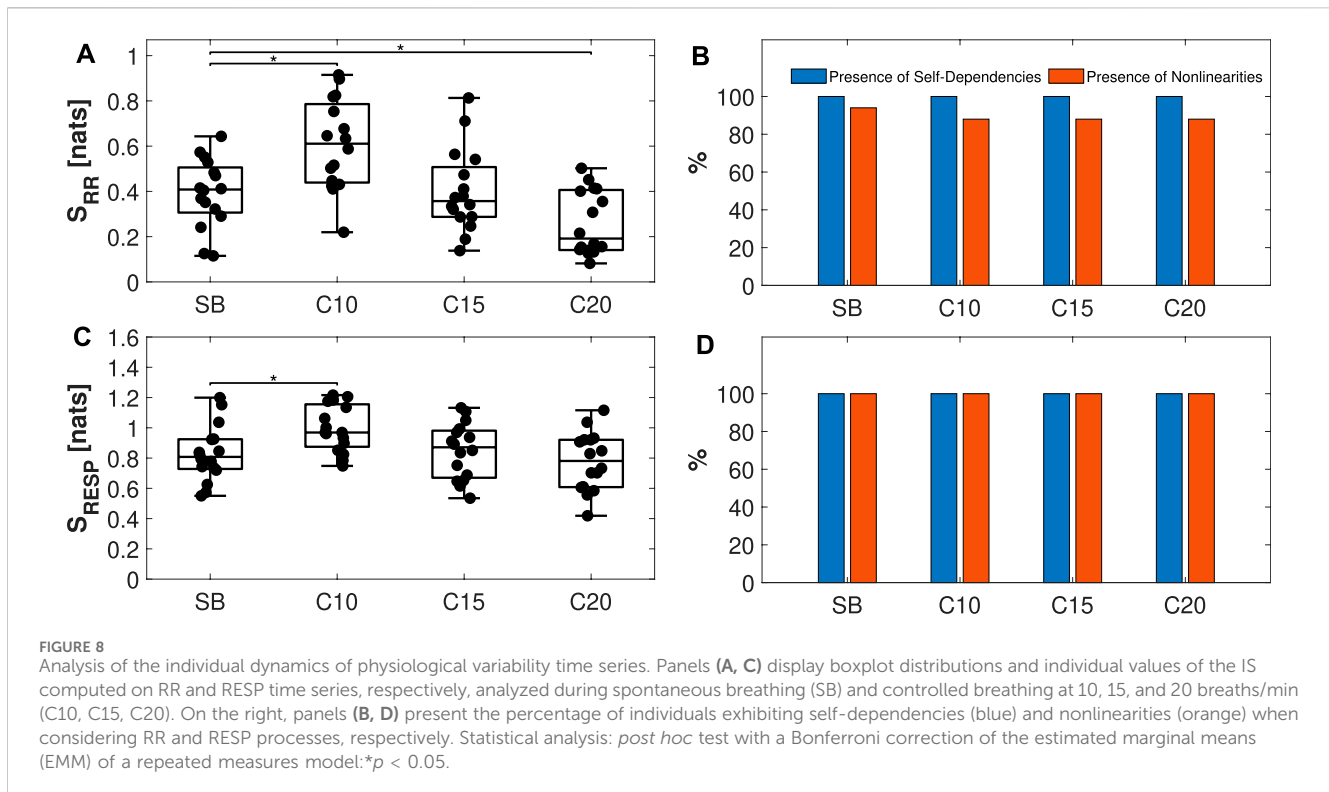 A
S_RR [nats]
1
0.8
0.6
0.4
0.2
0
*
*
SB C10 C15 C20
B
Presence of Self-Dependencies Presence of Nonlinearities
%
100
80
60
40
20
0
SB C10 C15 C20
C
S_RESP [nats]
1.6
1.4
1.2
1
0.8
0.6
0.4
0.2
0
*
SB C10 C15 C20
D
%
100
80
60
40
20
0
SB C10 C15 C20
FIGURE 8
Analysis of the individual dynamics of physiological variability time series. Panels (A, C) display boxplot distributions and individual values of the IS
computed on RR and RESP time series, respectively, analyzed during spontaneous breathing (SB) and controlled breathing at 10, 15, and 20 breaths/min
(C10, C15, C20). On the right, panels (B, D) present the percentage of individuals exhibiting self-dependencies (blue) and nonlinearities (orange) when
considering RR and RESP processes, respectively. Statistical analysis: post hoc test with a Bonferroni correction of the estimated marginal means
(EMM) of a repeated measures model:*p < 0.05.